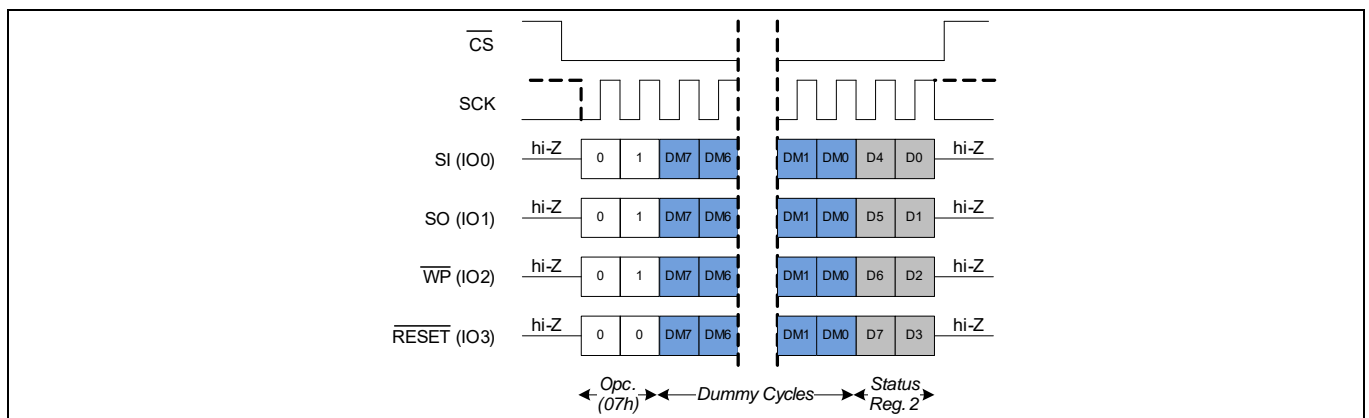 CS
SCK
hi-Z 0 1 DM7 DM6 DM1 DM0 D4 D0 hi-Z
SI (IO0)
hi-Z 0 1 DM7 DM6 DM1 DM0 D5 D1 hi-Z
SO (IO1)
hi-Z 0 1 DM7 DM6 DM1 DM0 D6 D2 hi-Z
WP (IO2)
hi-Z 0 0 DM7 DM6 DM1 DM0 D7 D3 hi-Z
RESET (IO3)
Opc. Dummy Cycles Status
(07h) Reg. 2